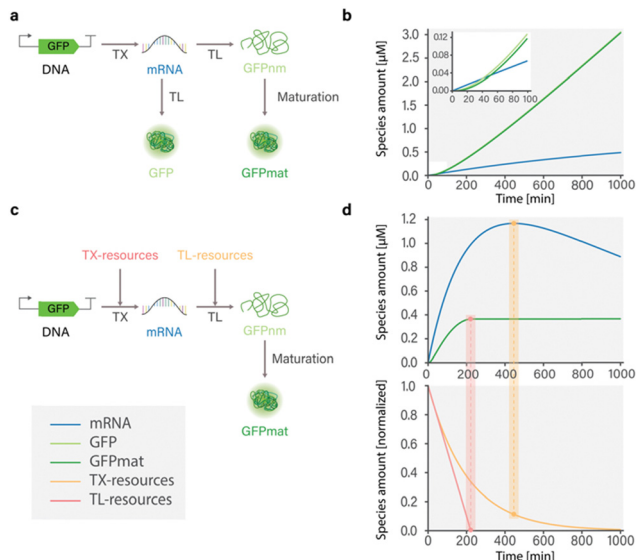 a
GFP
DNA
TX
mRNA
TL
GFPnm
TL
Maturation
GFP
GFPmat
b
Species amount [µM]
3.0
2.5
2.0
1.5
1.0
0.5
0.0
0.12
0.08
0.04
0.00
0 20 40 60 80 100
0 200 400 600 800 1000
Time [min]
c
TX-resources
TL-resources
GFP
DNA
TX
mRNA
TL
GFPnm
Maturation
GFPmat
mRNA
GFP
GFPmat
TX-resources
TL-resources
d
Species amount [µM]
1.2
1.0
0.8
0.6
0.4
0.2
0.0
0 200 400 600 800 1000
Species amount [normalized]
1.0
0.8
0.6
0.4
0.2
0
0 200 400 600 800 1000
Time [min]